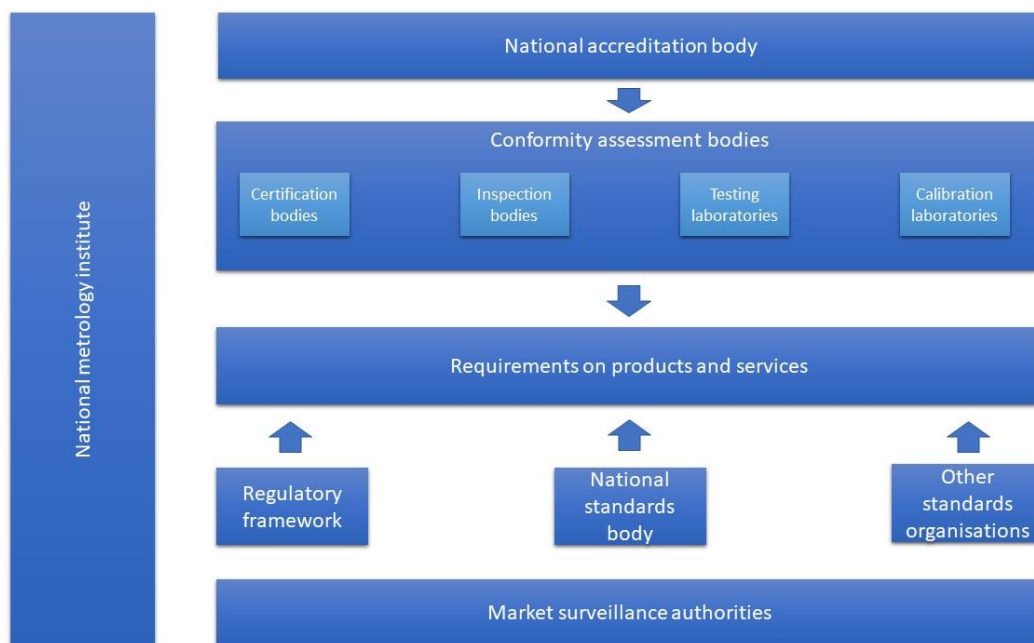 National metrology institute
National accreditation body
Conformity assessment bodies
Certification
bodies
Inspection
bodies
Testing
laboratories
Calibration
laboratories
Requirements on products and services
Regulatory
framework
National
standards
body
Other
standards
organisations
Market surveillance authorities